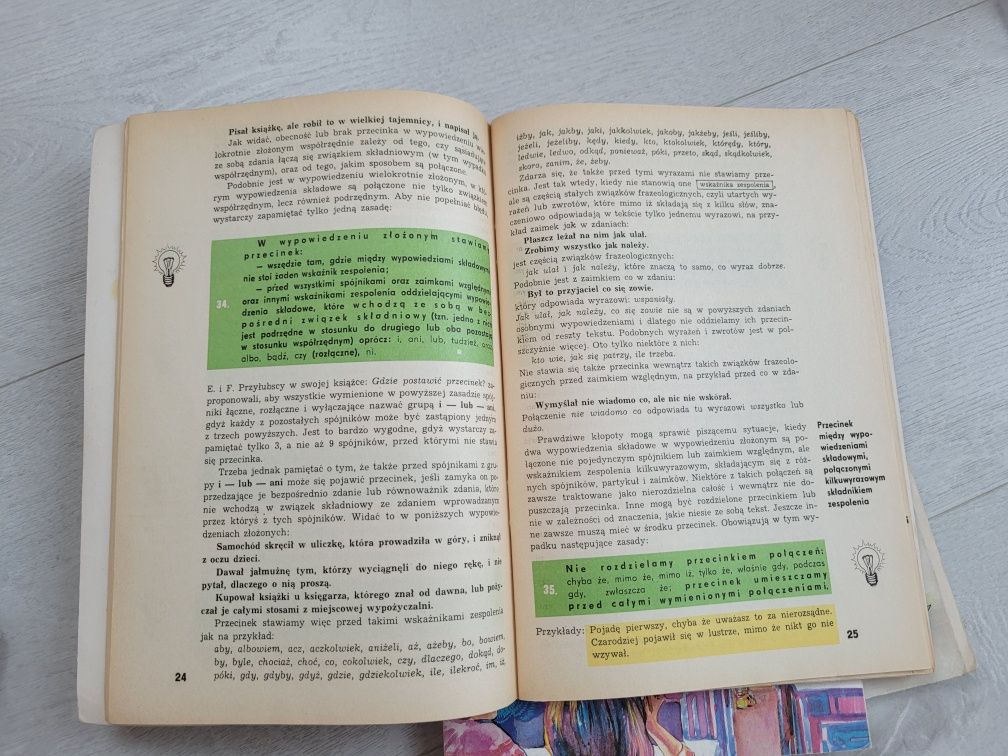 Pisał książkę, ale robił to w wielkiej tajemnicy, i napisał ją.
Jak widać, obecność lub brak przecinka w wypowiedzeniu wie-
lokrotnie złożonym współrzędnie zależy od tego, czy sąsiadujące
ze sobą zdania łączą się związkiem składniowym (w tym wypadku
współrzędnym), oraz od tego, jakim sposobem są połączone.
Podobnie jest w wypowiedzeniu wielokrotnie złożonym, w któ-
rym wypowiedzenia składowe są połączone nie tylko związkiem
współrzędnym, lecz również podrzędnym. Aby nie popełniać błędu,
wystarczy zapamiętać tylko jedną zasadę:
34.
W wypowiedzeniu złożonym stawiamy
przecinek:
— wszędzie tam, gdzie między wypowiedziami składowymi
nie stoi żaden wskaźnik zespolenia;
— przed wszystkimi spójnikami oraz zaimkami względnymi
oraz innymi wskaźnikami zespolenia oddzielającymi wypowie-
dzenia składowe, które wchodzą ze sobą w bez-
pośredni związek składniowy (tzn. jedno z nich
jest podrzędne w stosunku do drugiego lub oba pozostają
w stosunku współrzędnym) oprócz: i, ani, lub, tudzież, oraz,
albo, bądź, czy (rozłączne), ni.
E. i F. Przyłubscy w swojej książce: Gdzie postawić przecinek? za-
proponowali, aby wszystkie wymienione w powyższej zasadzie spój-
niki łączne, rozłączne i wyłączające nazwać grupą i — lub — ani,
gdyż każdy z pozostałych spójników może być zastąpiony jednym
z trzech powyższych. Jest to bardzo wygodne, gdyż wystarczy za-
pamiętać tylko 3, a nie aż 9 spójników, przed którymi nie stawia
się przecinka.
Trzeba jednak pamiętać o tym, że także przed spójnikami z gru-
py i — lub — ani może się pojawić przecinek, jeśli zamyka on po-
przedzające je bezpośrednio zdanie lub równoważnik zdania, które
nie wchodzą w związek składniowy ze zdaniem wprowadzanym
przez któryś z tych spójników. Widać to w poniższych wypowie-
dzeniach złożonych:
Samochód skręcił w uliczkę, która prowadziła w góry, i zniknął
z oczu dzieci.
Dawał jałmużnę tym, którzy wyciągnęli do niego rękę, i nie
pytał, dlaczego o nią proszą.
Kupował książki u księgarza, którego znał od dawna, lub poży-
czał je całymi stosami z miejscowej wypożyczalni.
Przecinek stawiamy więc przed takimi wskaźnikami zespolenia
jak na przykład:
aby, albowiem, acz, aczkolwiek, aniżeli, aż, ażeby, bo, bowiem,
by, byle, chociaż, choć, co, cokolwiek, czy, dlaczego, dokąd, do-
póki, gdy, gdyby, gdyż, gdzie, gdziekolwiek, ile, ilekroć, im, iż,
24
iżby, jak, jakby, jaki, jakkolwiek, jakoby, jakżeby, jeśli, jeśliby,
jeżeli, jeżeliby, kędy, kiedy, kto, ktokolwiek, którędy, który,
ledwie, ledwo, odkąd, ponieważ, póki, przeto, skąd, skądkolwiek,
skoro, zanim, że, żeby.
Zdarza się, że także przed tymi wyrazami nie stawiamy prze-
cinka. Jest tak wtedy, kiedy nie stanowią one wskaźnika zespolenia,
ale są częścią stałych związków frazeologicznych, czyli utartych wy-
rażeń lub zwrotów, które mimo iż składają się z kilku słów, zna-
czeniowo odpowiadają w tekście tylko jednemu wyrazowi, na przy-
kład zaimek jak w zdaniach:
Płaszcz leżał na nim jak ulał.
Zrobimy wszystko jak należy.
jest częścią związków frazeologicznych:
jak ulał i jak należy, które znaczą to samo, co wyraz dobrze.
Podobnie jest z zaimkiem co w zdaniu:
Był to przyjaciel co się zowie.
który odpowiada wyrazowi: wspaniały.
Jak ulał, jak należy, co się zowie nie są w powyższych zdaniach
osobnymi wypowiedzeniami i dlatego nie oddzielamy ich przecin-
kiem od reszty tekstu. Podobnych wyrażeń i zwrotów jest w pol-
szczyźnie więcej. Oto tylko niektóre z nich:
kto wie, jak się patrzy, ile trzeba.
Nie stawia się także przecinka wewnątrz takich związków frazeolo-
gicznych przed zaimkiem względnym, na przykład przed co w zda-
niu:
Wymyślał nie wiadomo co, ale nic nie wskórał.
Połączenie nie wiadomo co odpowiada tu wyrazowi wszystko lub
dużo.
Prawdziwe kłopoty mogą sprawić piszącemu sytuacje, kiedy
dwa wypowiedzenia składowe w wypowiedzeniu złożonym są po-
łączone nie pojedynczym spójnikiem lub zaimkiem względnym, ale
wskaźnikiem zespolenia kilkuwyrazowym, składającym się z róż-
nych spójników, partykuł i zaimków. Niektóre z takich połączeń są
zawsze traktowane jako nierozdzielna całość i wewnątrz nie do-
puszczają przecinka. Inne mogą być rozdzielone przecinkiem lub
nie w zależności od znaczenia, jakie niesie ze sobą tekst. Jeszcze in-
ne zawsze muszą mieć w środku przecinek. Obowiązują w tym wy-
padku następujące zasady:
Przecinek
między wypo-
wiedzeniami
składowymi,
połączonymi
kilkuwyrazowym
składnikiem
zespolenia
35.
Nie rozdzielamy przecinkiem połączeń:
chyba że, mimo że, mimo iż, tylko że, właśnie gdy, podczas
gdy, zwłaszcza że; przecinek umieszczamy
przed całymi wymienionymi połączeniami.
Przykłady: Pojadę pierwszy, chyba że uważasz to za nierozsądne.
Czarodziej pojawił się w lustrze, mimo że nikt go nie
wzywał.
25